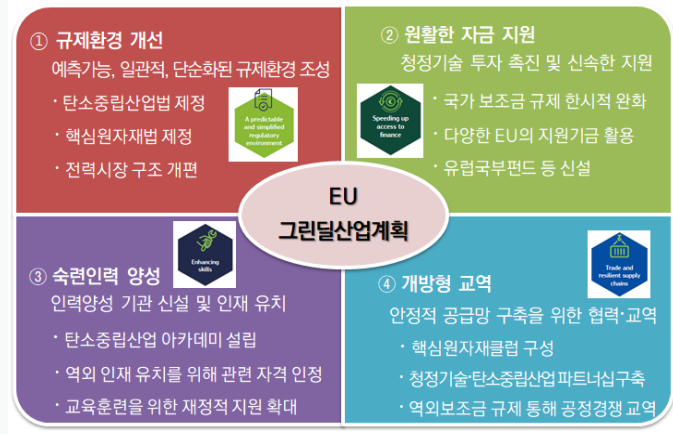 ① 규제환경 개선
예측가능, 일관적, 단순화된 규제환경 조성
· 탄소중립산업법 제정
· 핵심원자재법 제정
· 전력시장 구조 개편
A predictable
and simplified
regulatory
environment
② 원활한 자금 지원
청정기술 투자 촉진 및 신속한 지원
· 국가 보조금 규제 한시적 완화
· 다양한 EU의 지원기금 활용
· 유럽국부펀드 등 신설
Speeding up
access to
finance
EU
그린딜산업계획
③ 숙련인력 양성
인력양성 기관 신설 및 인재 유치
· 탄소중립산업 아카데미 설립
· 역외 인재 유치를 위해 관련 자격 인정
· 교육훈련을 위한 재정적 지원 확대
Enhancing
skills
④ 개방형 교역
안정적 공급망 구축을 위한 협력·교역
· 핵심원자재클럽 구성
· 청정기술·탄소중립산업 파트너십 구축
· 역외보조금 규제 통해 공정경쟁 교역
Trade and
resilient supply
chains